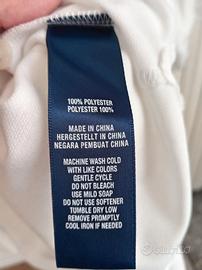 100% POLYESTER
POLYESTER 100%
MADE IN CHINA
HERGESTELLT IN CHINA
NEGARA PEMBUAT CHINA
MACHINE WASH COLD
WITH LIKE COLORS
GENTLE CYCLE
DO NOT BLEACH
USE MILD SOAP
DO NOT USE SOFTENER
TUMBLE DRY LOW
REMOVE PROMPTLY
COOL IRON IF NEEDED
subito